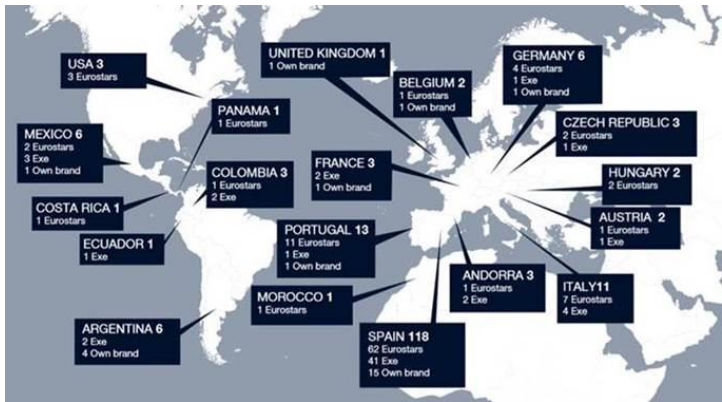 USA 3
3 Eurostars
UNITED KINGDOM 1
1 Own brand
GERMANY 6
4 Eurostars
1 Exe
1 Own brand
BELGIUM 2
1 Eurostars
1 Own brand
PANAMA 1
1 Eurostars
CZECH REPUBLIC 3
2 Eurostars
1 Exe
MEXICO 6
2 Eurostars
3 Exe
1 Own brand
FRANCE 3
2 Exe
1 Own brand
COLOMBIA 3
1 Eurostars
2 Exe
HUNGARY 2
2 Eurostars
COSTA RICA 1
1 Eurostars
AUSTRIA 2
1 Eurostars
1 Exe
ECUADOR 1
1 Exe
PORTUGAL 13
11 Eurostars
1 Exe
1 Own brand
ANDORRA 3
1 Eurostars
2 Exe
ITALY11
7 Eurostars
4 Exe
MOROCCO 1
1 Eurostars
ARGENTINA 6
2 Exe
4 Own brand
SPAIN 118
62 Eurostars
41 Exe
15 Own brand